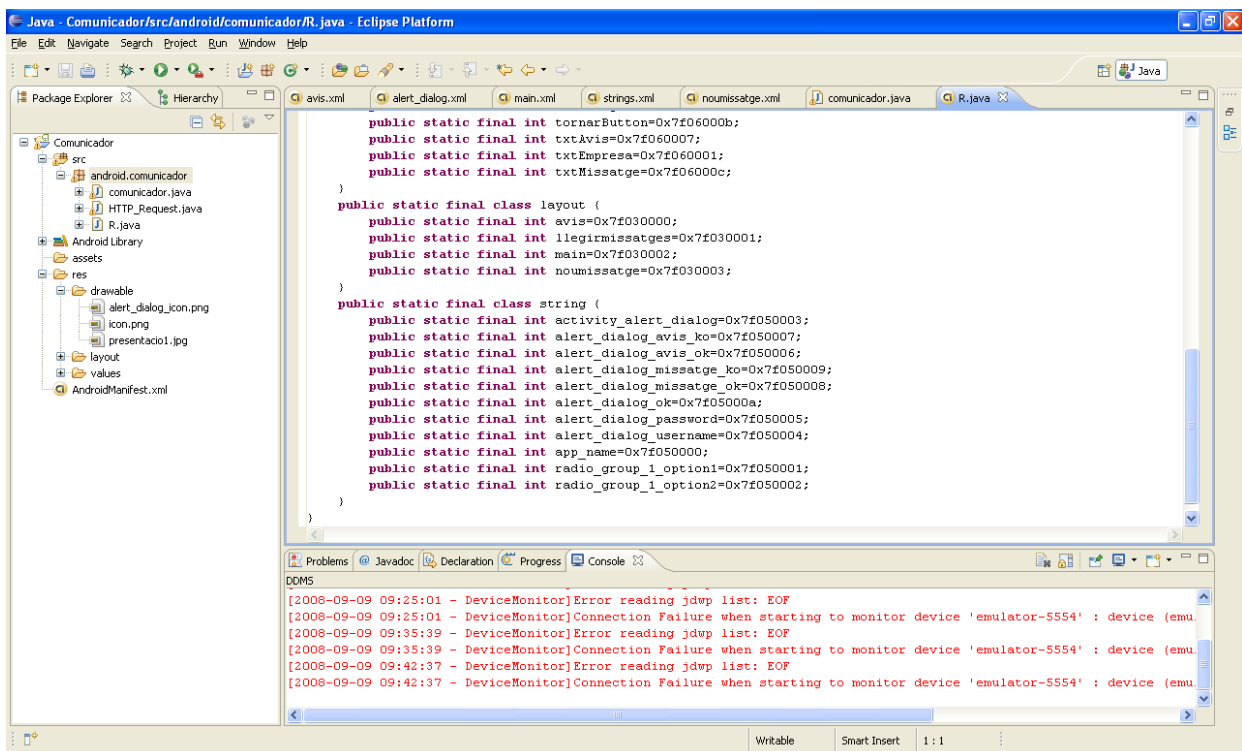 Java - Comunicador/src/android/comunicador/R.java - Eclipse Platform
File Edit Navigate Search Project Run Window Help
Java
Package Explorer
Hierarchy
Comunicador
src
android.comunicador
comunicador.java
HTTP_Request.java
R.java
Android Library
assets
res
drawable
alert_dialog_icon.png
icon.png
presentacio1.jpg
layout
values
AndroidManifest.xml
avis.xml alert_dialog.xml main.xml strings.xml noumissatge.xml comunicador.java R.java
public static final int tornarButton=0x7f06000b;
public static final int txtAvis=0x7f060007;
public static final int txtEmpresa=0x7f060001;
public static final int txtMissatge=0x7f06000c;
}
public static final class layout {
public static final int avis=0x7f030000;
public static final int llegirmissatges=0x7f030001;
public static final int main=0x7f030002;
public static final int noumissatge=0x7f030003;
}
public static final class string {
public static final int activity_alert_dialog=0x7f050003;
public static final int alert_dialog_avis_ko=0x7f050007;
public static final int alert_dialog_avis_ok=0x7f050006;
public static final int alert_dialog_missatge_ko=0x7f050009;
public static final int alert_dialog_missatge_ok=0x7f050008;
public static final int alert_dialog_ok=0x7f05000a;
public static final int alert_dialog_password=0x7f050005;
public static final int alert_dialog_username=0x7f050004;
public static final int app_name=0x7f050000;
public static final int radio_group_1_option1=0x7f050001;
public static final int radio_group_1_option2=0x7f050002;
}
}
Problems @ Javadoc Declaration Progress Console
DDMS
[2008-09-09 09:25:01 - DeviceMonitor]Error reading jdwp list: EOF
[2008-09-09 09:25:01 - DeviceMonitor]Connection Failure when starting to monitor device 'emulator-5554' : device (emu.
[2008-09-09 09:35:39 - DeviceMonitor]Error reading jdwp list: EOF
[2008-09-09 09:35:39 - DeviceMonitor]Connection Failure when starting to monitor device 'emulator-5554' : device (emu.
[2008-09-09 09:42:37 - DeviceMonitor]Error reading jdwp list: EOF
[2008-09-09 09:42:37 - DeviceMonitor]Connection Failure when starting to monitor device 'emulator-5554' : device (emu.
Writable Smart Insert 1 : 1